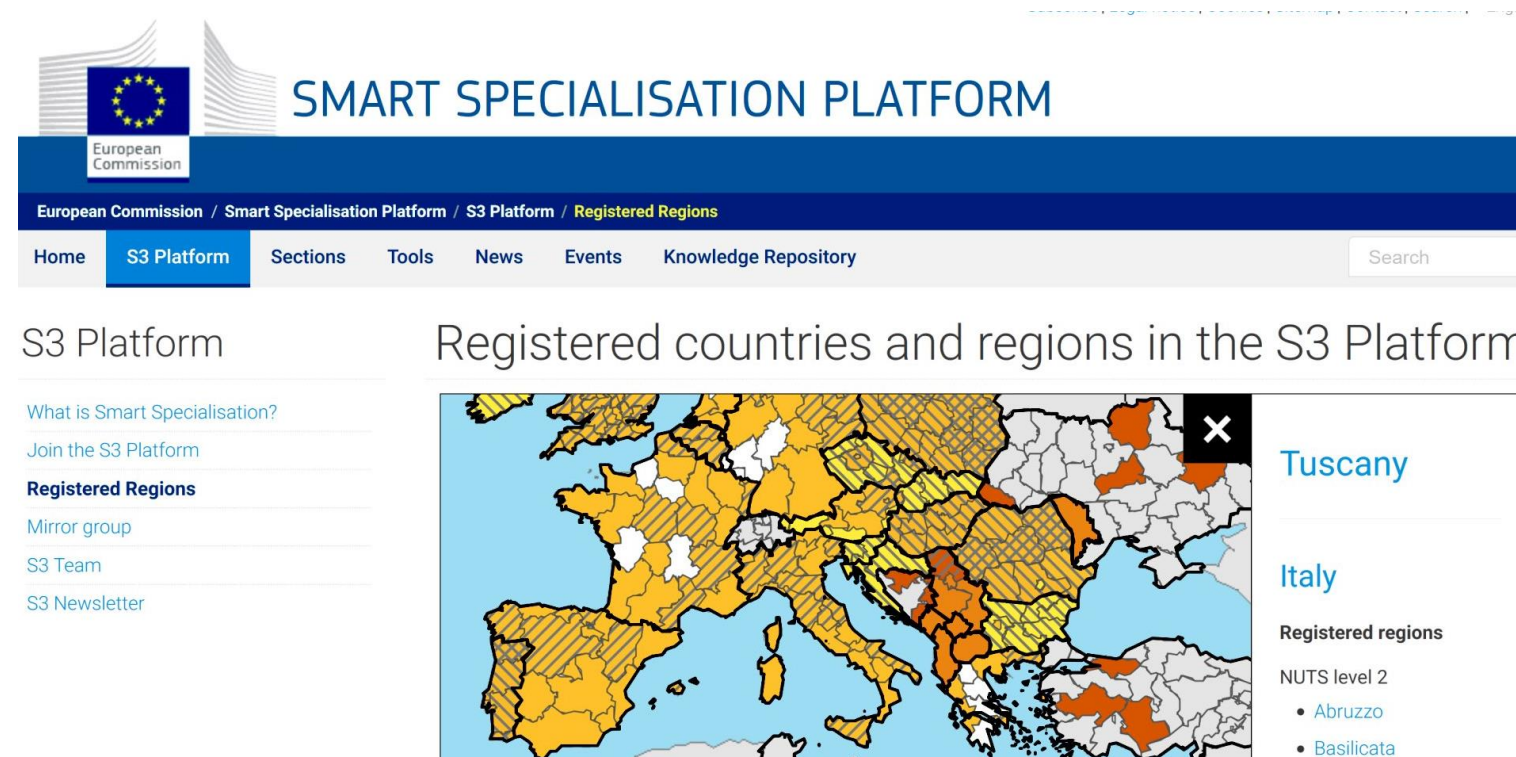 SMART SPECIALISATION PLATFORM
European
Commission
European Commission / Smart Specialisation Platform / S3 Platform / Registered Regions
Home S3 Platform Sections Tools News Events Knowledge Repository Search
S3 Platform
Registered countries and regions in the S3 Platform
What is Smart Specialisation?
Join the S3 Platform
Registered Regions
Mirror group
S3 Team
S3 Newsletter
×
Tuscany
Italy
Registered regions
NUTS level 2
• Abruzzo
• Basilicata